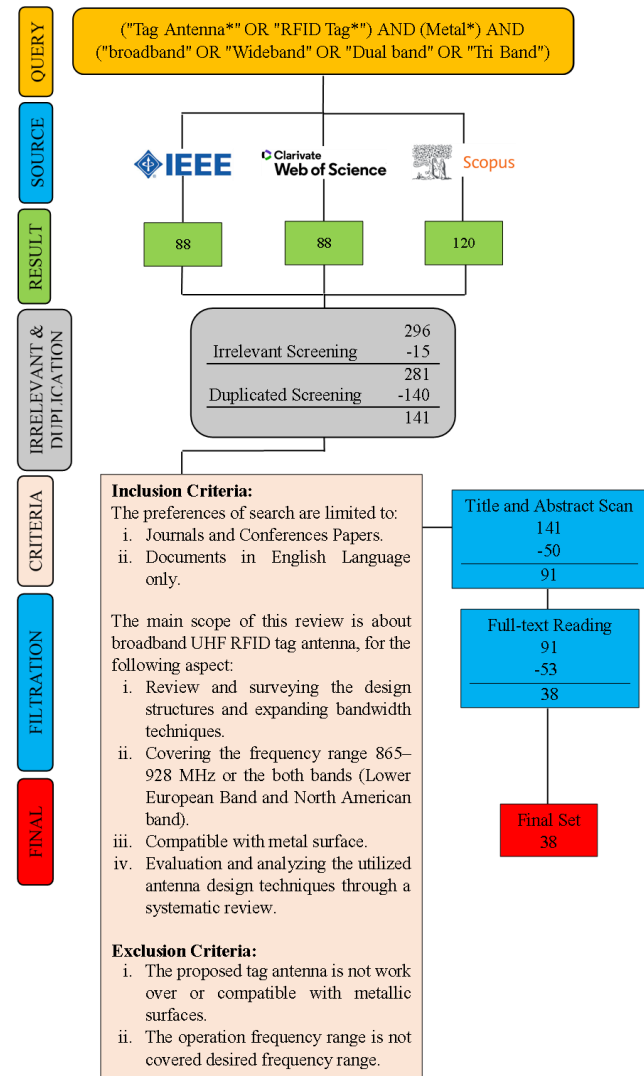 QUERY
("Tag Antenna*" OR "RFID Tag*") AND (Metal*) AND
("broadband" OR "Wideband" OR "Dual band" OR "Tri Band")
SOURCE
IEEE
Clarivate
Web of Science
Scopus
RESULT
88
88
120
IRRELEVANT &
DUPLICATION
296
Irrelevant Screening -15
281
Duplicated Screening -140
141
CRITERIA
Inclusion Criteria:
The preferences of search are limited to:
i. Journals and Conferences Papers.
ii. Documents in English Language
only.
The main scope of this review is about
broadband UHF RFID tag antenna, for the
following aspect:
i. Review and surveying the design
structures and expanding bandwidth
techniques.
ii. Covering the frequency range 865–
928 MHz or the both bands (Lower
European Band and North American
band).
iii. Compatible with metal surface.
iv. Evaluation and analyzing the utilized
antenna design techniques through a
systematic review.
Exclusion Criteria:
i. The proposed tag antenna is not work
over or compatible with metallic
surfaces.
ii. The operation frequency range is not
covered desired frequency range.
Title and Abstract Scan
141
-50
91
FILTRATION
Full-text Reading
91
-53
38
FINAL
Final Set
38